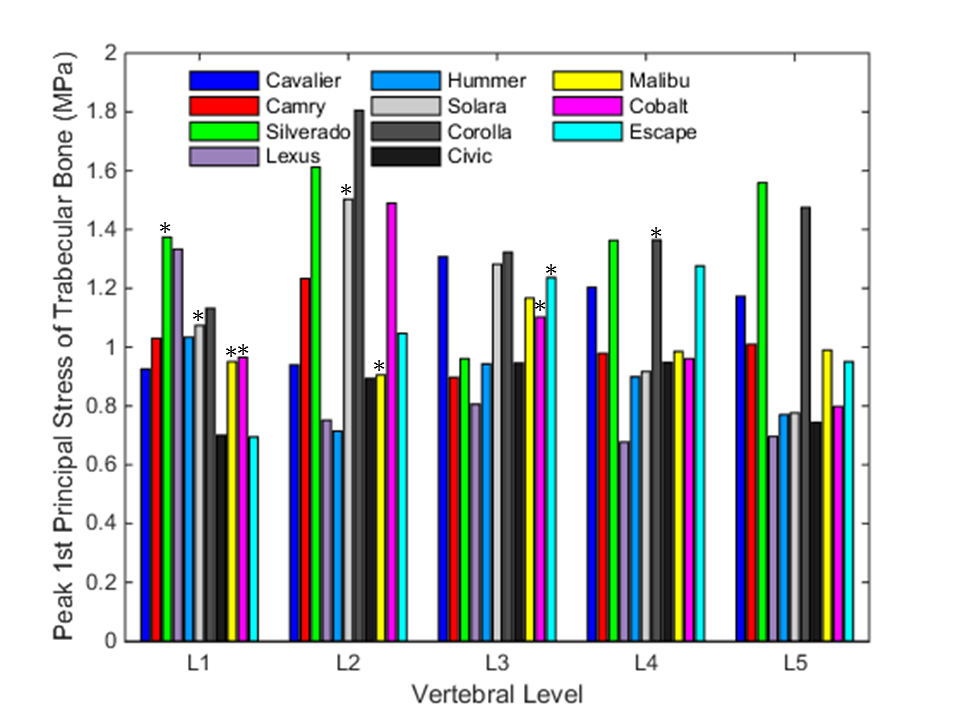 Peak 1st Principal Stress of Trabecular Bone (MPa)
2
1.8
1.6
1.4
1.2
1
0.8
0.6
0.4
0.2
0
Cavalier Hummer Malibu
Camry Solara Cobalt
Silverado Corolla Escape
Lexus Civic
*
*
*
*
*
*
*
*
*
L1 L2 L3 L4 L5
Vertebral Level